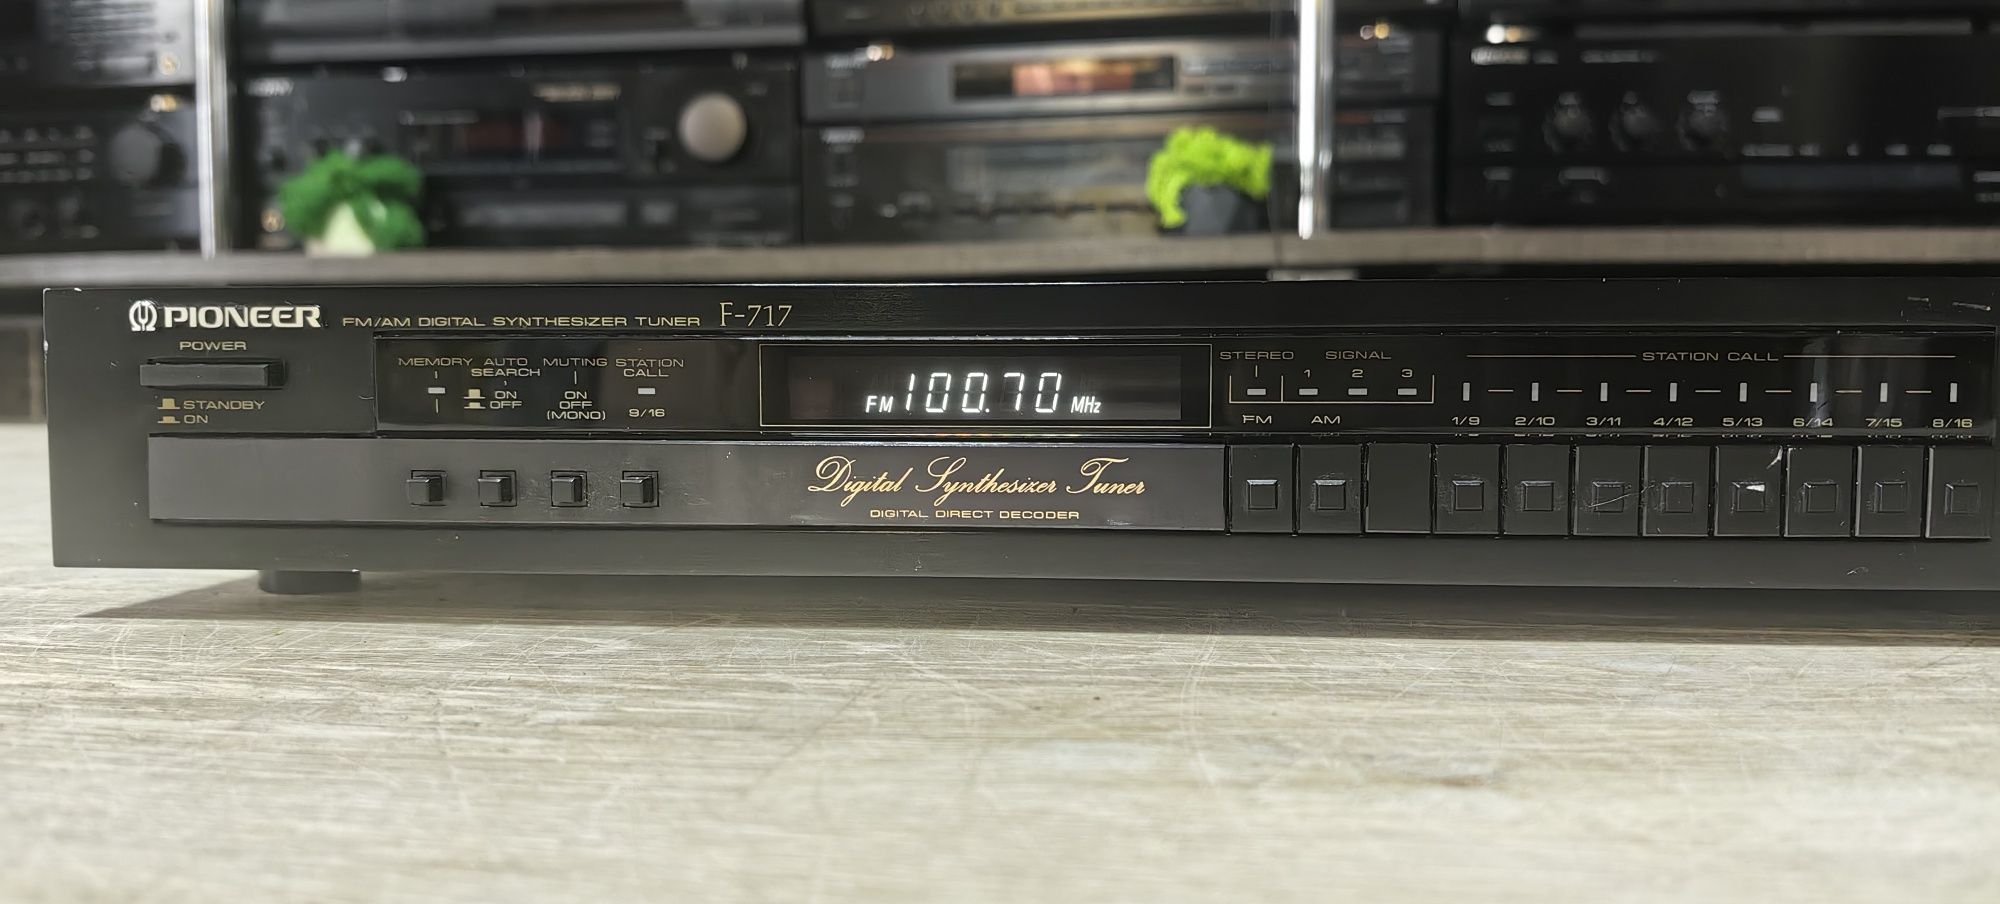 PIONEER FM/AM DIGITAL SYNTHESIZER TUNER F-717
POWER
STANDBY
ON
MEMORY
AUTO SEARCH
ON
OFF
MUTING
ON
OFF
(MONO)
STATION CALL
9/16
FM 100.70 MHz
STEREO
SIGNAL
1 2 3
FM AM
STATION CALL
1/9 2/10 3/11 4/12 5/13 6/14 7/15 8/16
Digital Synthesizer Tuner
DIGITAL DIRECT DECODER